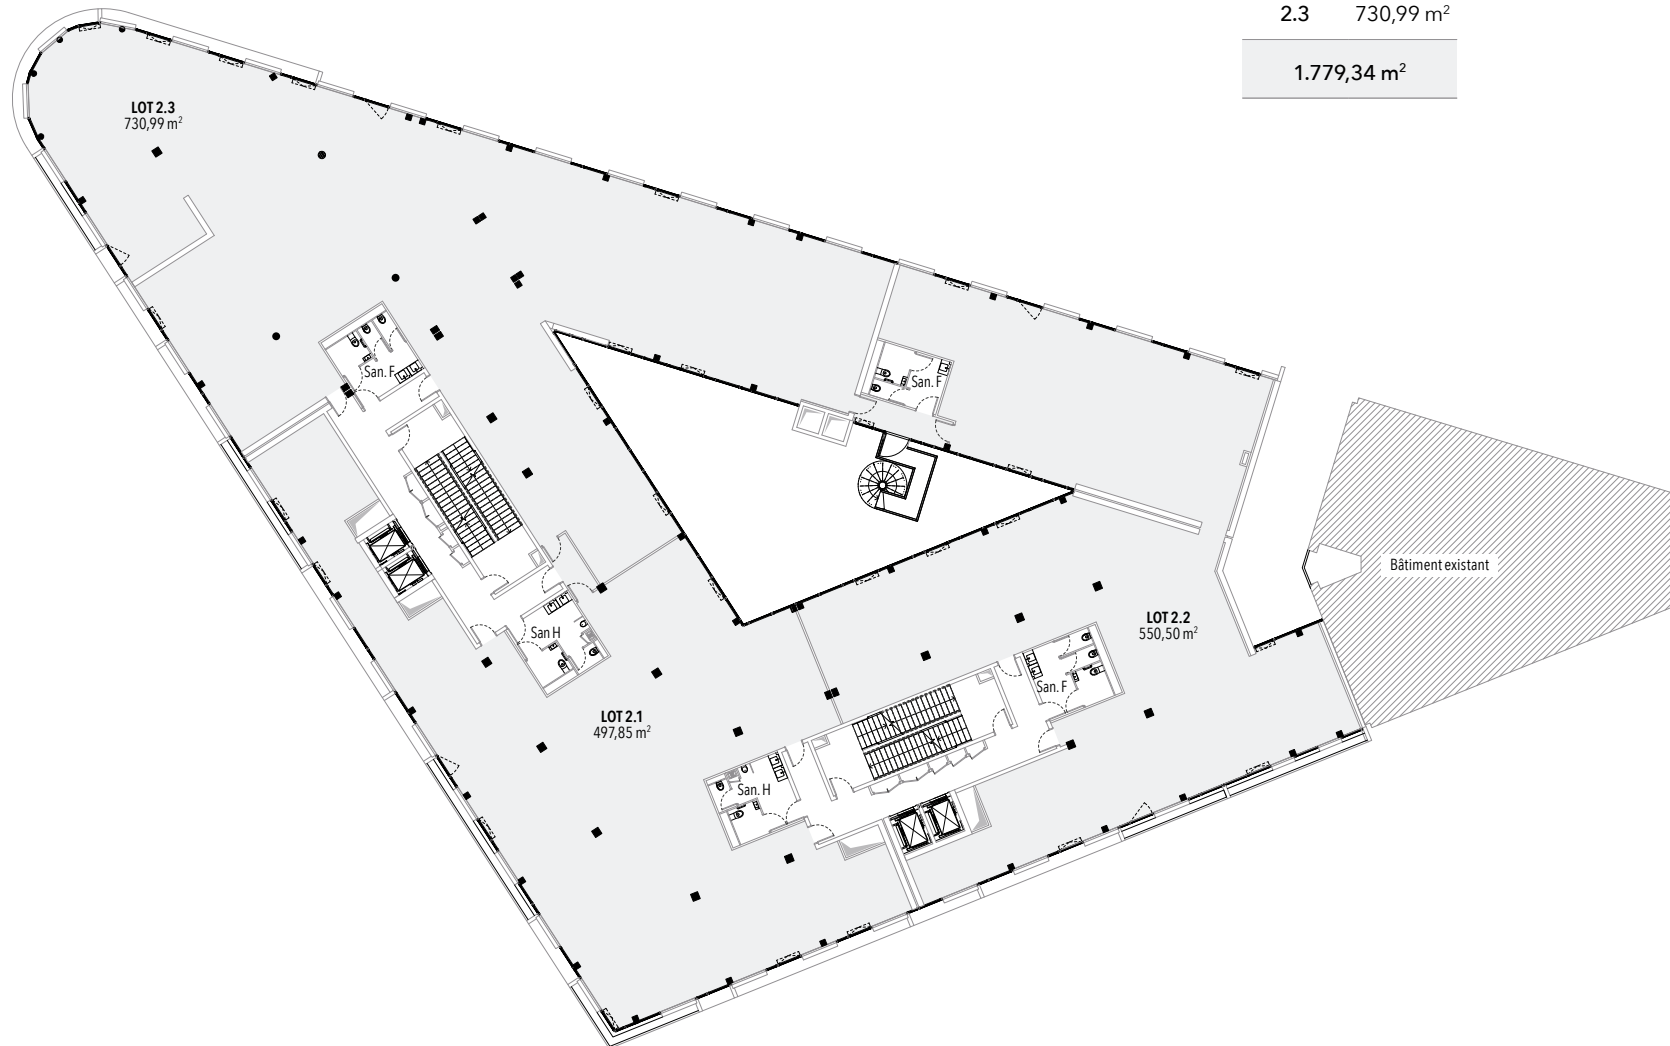 2.3 730,99 m²
1.779,34 m²
LOT 2.3
730,99 m²
San. F
San. F
Bâtiment existant
LOT 2.2
550,50 m²
San H
San. F
LOT 2.1
497,85 m²
San. H